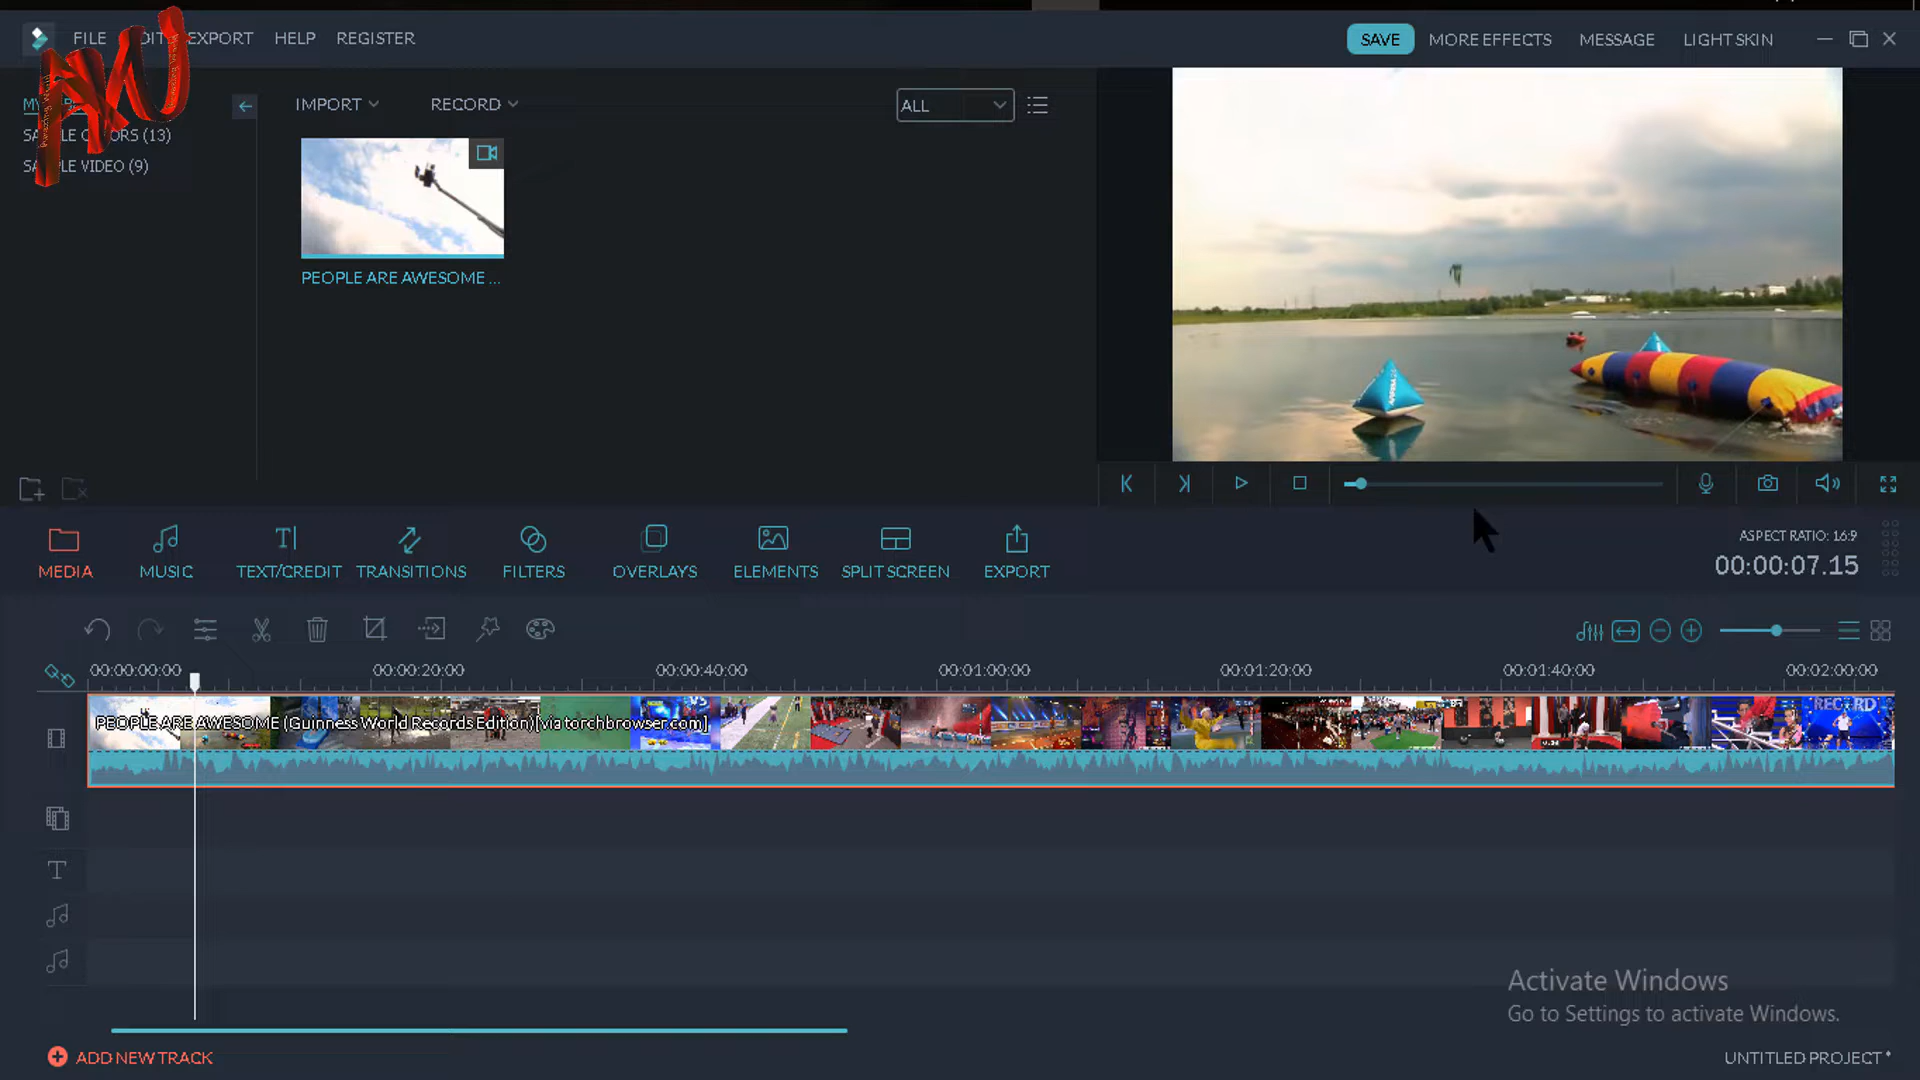 FILE EXPORT HELP REGISTER
SAVE MORE EFFECTS MESSAGE LIGHT SKIN
IMPORT RECORD ALL
(13)
VIDEO (9)
PEOPLE ARE AWESOME ...
MEDIA MUSIC TEXT/CREDIT TRANSITIONS FILTERS OVERLAYS ELEMENTS SPLIT SCREEN EXPORT
ASPECT RATIO: 16:9
00:00:07.15
00:00:00:00 00:00:20:00 00:00:40:00 00:01:00:00 00:01:20:00 00:01:40:00 00:02:00:00
PEOPLE ARE AWESOME (Guinness World Records Edition)[via torchbrowser.com]
RECORD
T
Activate Windows
Go to Settings to activate Windows.
ADD NEW TRACK
UNTITLED PROJECT *